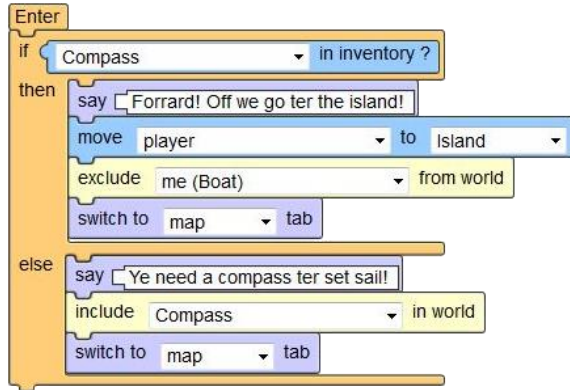 Enter
if Compass in inventory ?
then say Forrard! Off we go ter the island!
move player to Island
exclude me (Boat) from world
switch to map tab
else say Ye need a compass ter set sail!
include Compass in world
switch to map tab